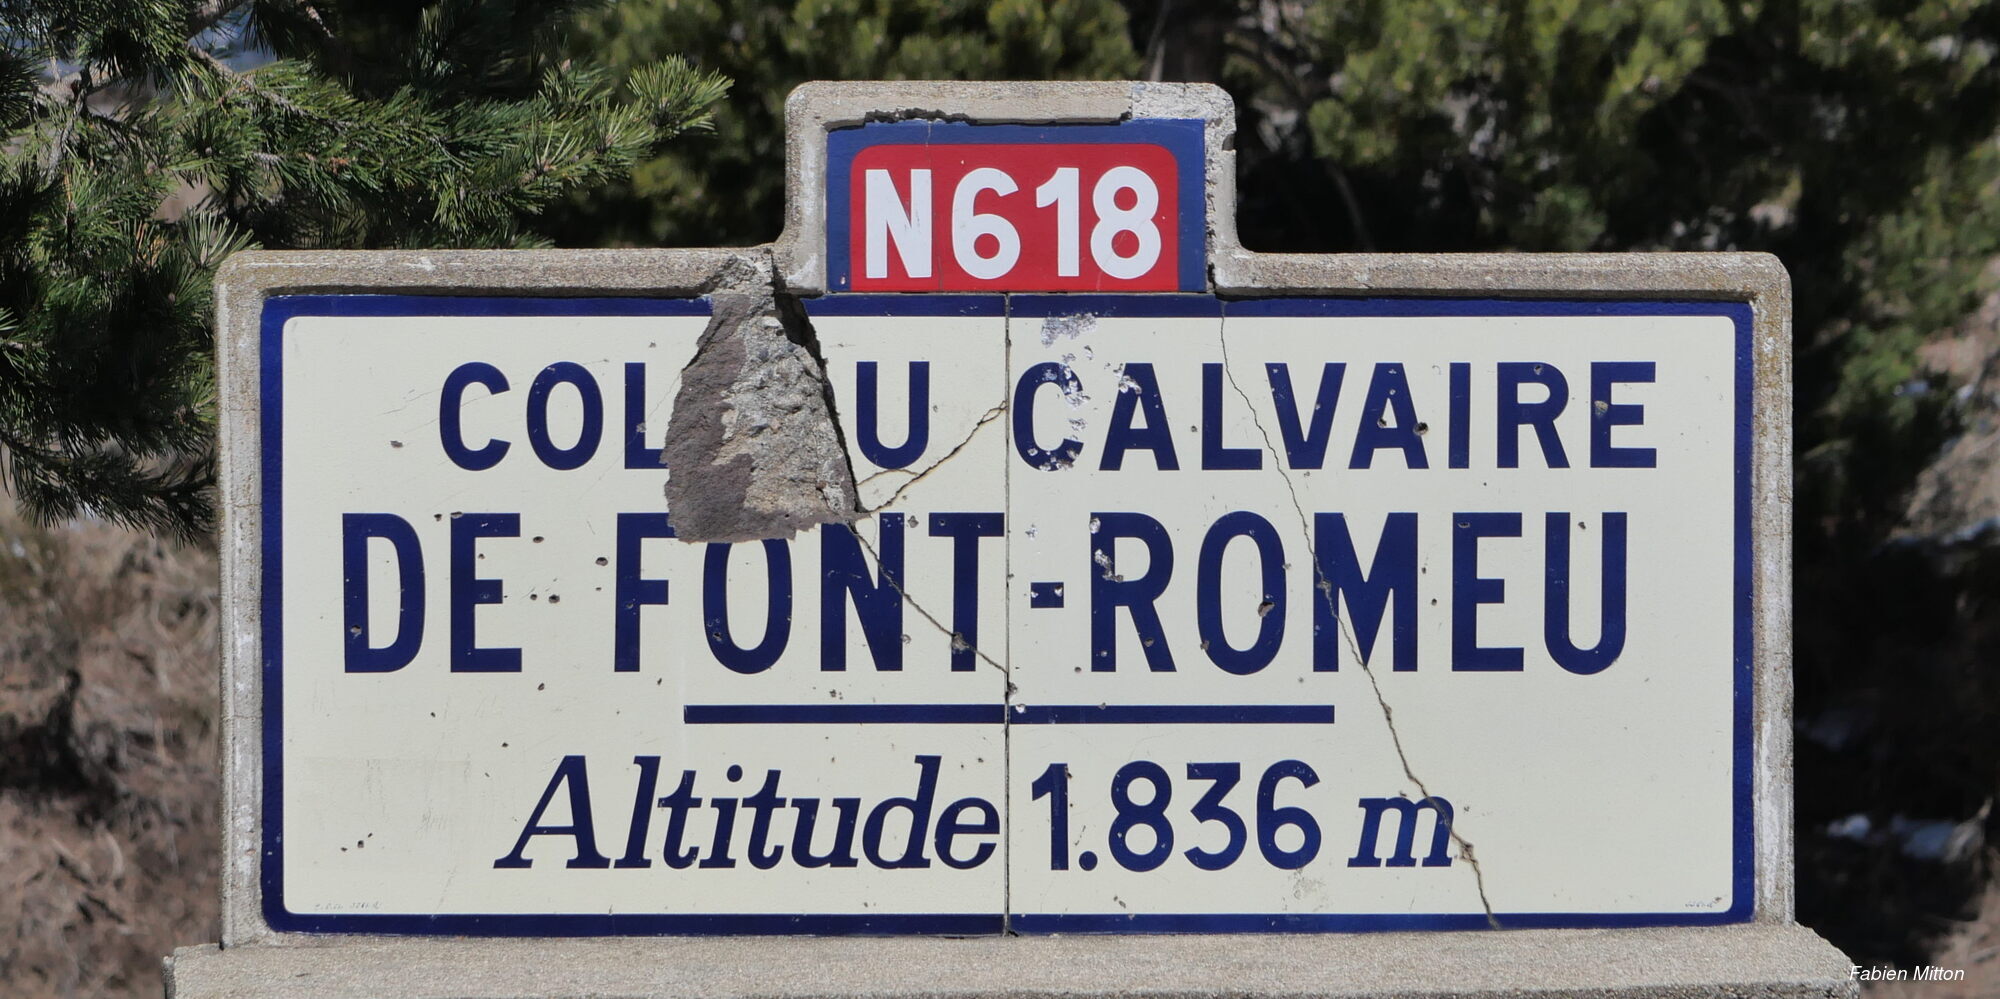 N618
COL U CALVAIRE
DE FONT-ROMEU
Altitude 1.836 m
Fabien Mitton